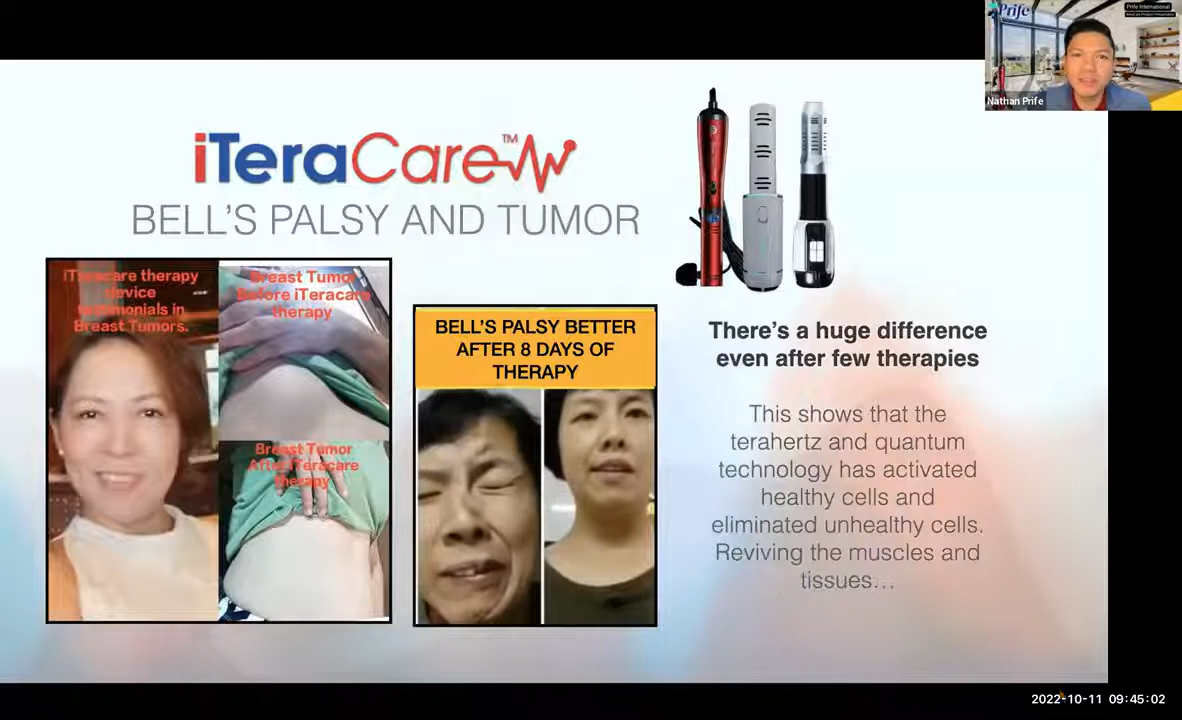 Prife
Prife International
Nathan Prife
iTeraCare™
BELL'S PALSY AND TUMOR
iTeracare therapy
device
testimonials in
Breast Tumors.
Breast Tumor
Before iTeracare
therapy
Breast Tumor
After iTeracare
therapy
BELL'S PALSY BETTER
AFTER 8 DAYS OF
THERAPY
There's a huge difference
even after few therapies
This shows that the
terahertz and quantum
technology has activated
healthy cells and
eliminated unhealthy cells.
Reviving the muscles and
tissues...
2022-10-11 09:45:02